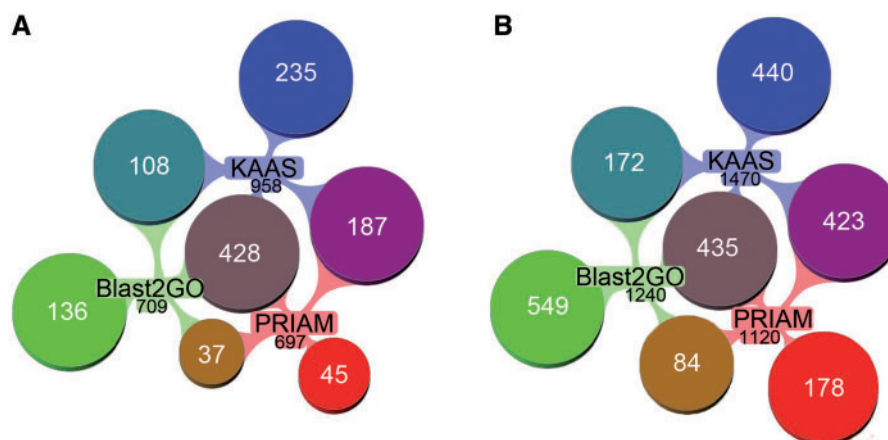 A
235
108
KAAS
958
187
428
Blast2GO
709
136
PRIAM
697
37
45
B
440
172
KAAS
1470
423
435
Blast2GO
1240
549
PRIAM
1120
84
178